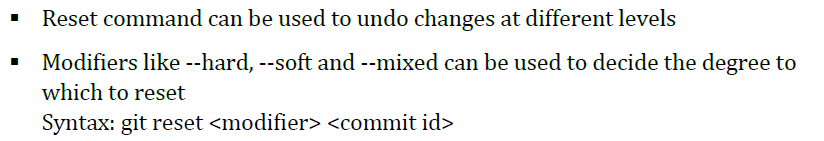 ▪ Reset command can be used to undo changes at different levels
▪ Modifiers like --hard, --soft and --mixed can be used to decide the degree to
which to reset
Syntax: git reset <modifier> <commit id>